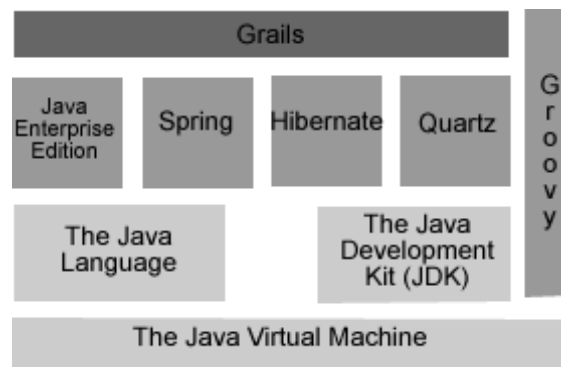 Grails
Java
Enterprise
Edition
Spring
Hibernate
Quartz
Groovy
The Java
Language
The Java
Development
Kit (JDK)
The Java Virtual Machine